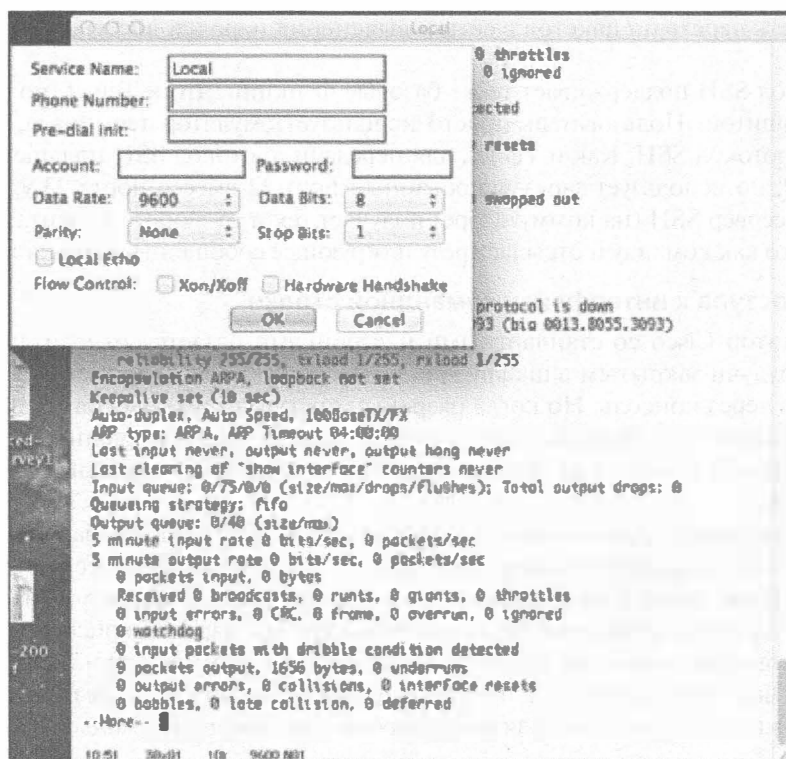 Local
Service Name: Local
Phone Number:
Pre-dial init:
Account: Password:
Data Rate: 9600 Data Bits: 8
Parity: None Stop Bits: 1
Local Echo
Flow Control: Xon/Xoff Hardware Handshake
OK Cancel
0 throttles
0 ignored
ected
resets
swapped out
protocol is down
93 (bia 0013.8055.3093)
reliability 255/255, txload 1/255, rxload 1/255
Encapsulation ARPA, loopback not set
Keepalive set (10 sec)
Auto-duplex, Auto Speed, 100BaseTX/FX
ARP type: ARPA, ARP Timeout 04:00:00
Last input never, output never, output hang never
Last clearing of "show interface" counters never
Input queue: 0/75/0/0 (size/max/drops/flushes); Total output drops: 0
Queueing strategy: fifo
Output queue: 0/40 (size/max)
5 minute input rate 0 bits/sec, 0 packets/sec
5 minute output rate 0 bits/sec, 0 packets/sec
0 packets input, 0 bytes
Received 0 broadcasts, 0 runts, 0 giants, 0 throttles
0 input errors, 0 CRC, 0 frame, 0 overrun, 0 ignored
0 watchdog
0 input packets with dribble condition detected
9 packets output, 1656 bytes, 0 underruns
0 output errors, 0 collisions, 0 interface resets
0 babbles, 0 late collision, 0 deferred
--More--
200
10:51 9600 N81